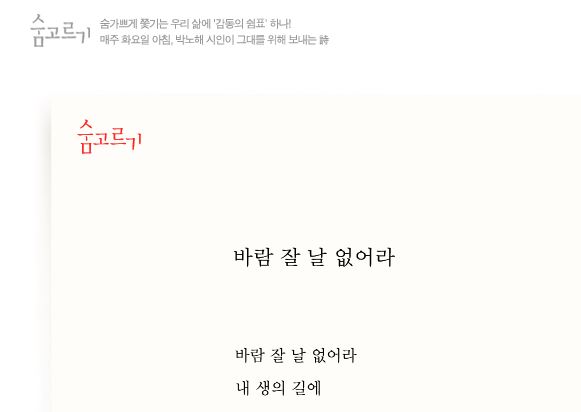 숨고르기
숨가쁘게 쫓기는 우리 삶에 '감동의 쉼표' 하나!
매주 화요일 아침, 박노해 시인이 그대를 위해 보내는 詩
숨고르기
바람 잘 날 없어라
바람 잘 날 없어라
내 생의 길에